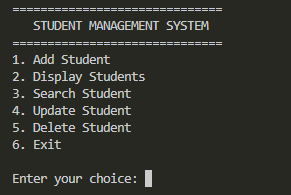 ==============================
STUDENT MANAGEMENT SYSTEM
==============================
1. Add Student
2. Display Students
3. Search Student
4. Update Student
5. Delete Student
6. Exit
Enter your choice: